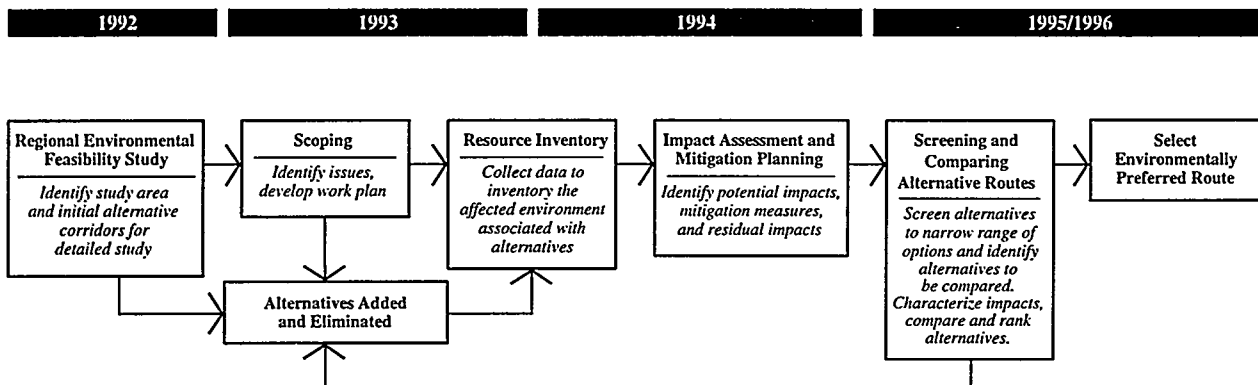 1992
1993
1994
1995/1996
Regional Environmental
Feasibility Study
Identify study area
and initial alternative
corridors for
detailed study
Scoping
Identify issues,
develop work plan
Resource Inventory
Collect data to
inventory the
affected environment
associated with
alternatives
Impact Assessment and
Mitigation Planning
Identify potential impacts,
mitigation measures,
and residual impacts
Screening and
Comparing
Alternative Routes
Screen alternatives
to narrow range of
options and identify
alternatives to
be compared.
Characterize impacts,
compare and rank
alternatives.
Select
Environmentally
Preferred Route
Alternatives Added
and Eliminated